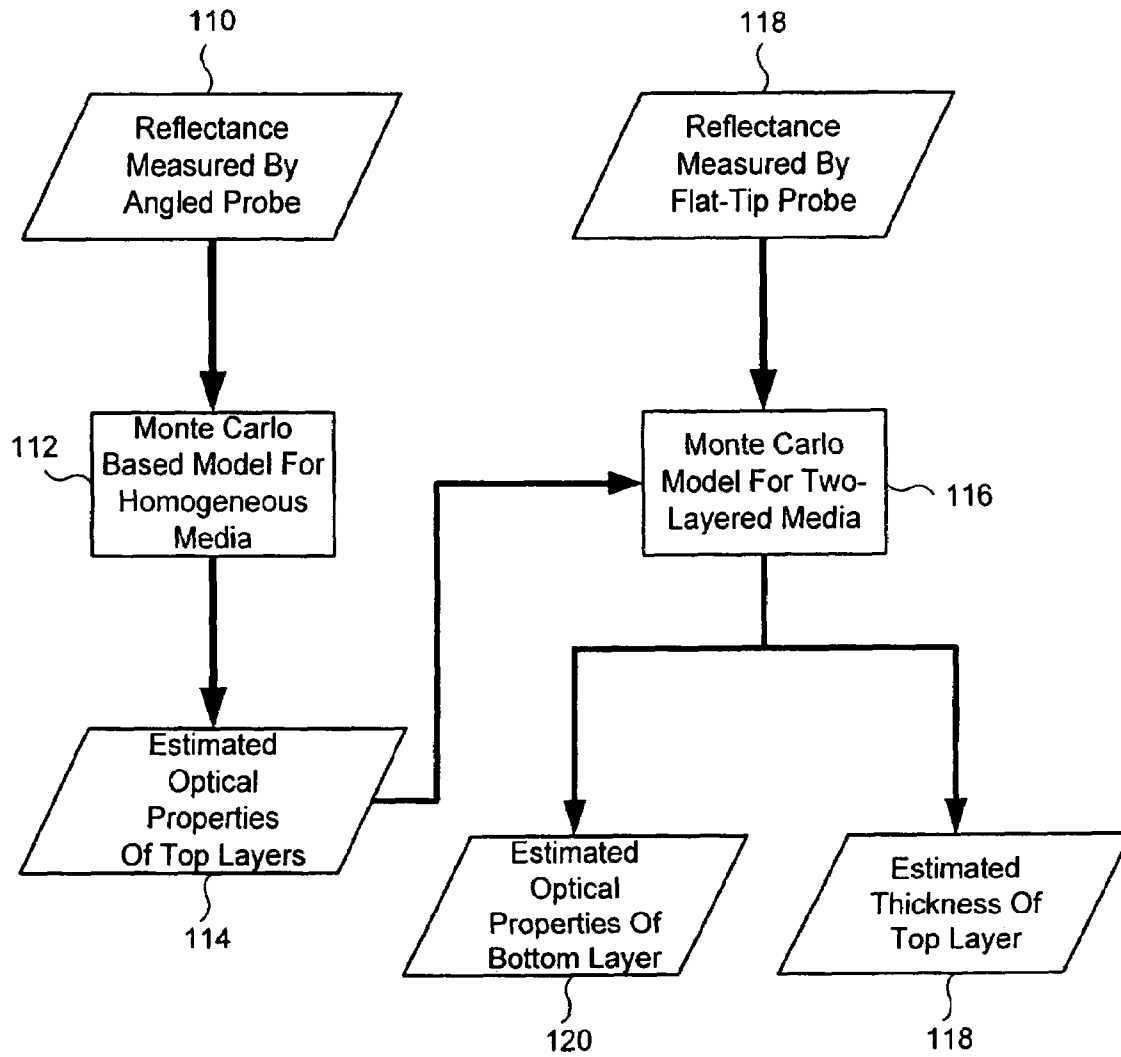 110
118
Reflectance
Measured By
Angled Probe
Reflectance
Measured By
Flat-Tip Probe
112
Monte Carlo
Based Model For
Homogeneous
Media
Monte Carlo
Model For Two-
Layered Media
116
Estimated
Optical
Properties
Of Top Layers
114
Estimated
Optical
Properties Of
Bottom Layer
120
Estimated
Thickness Of
Top Layer
118